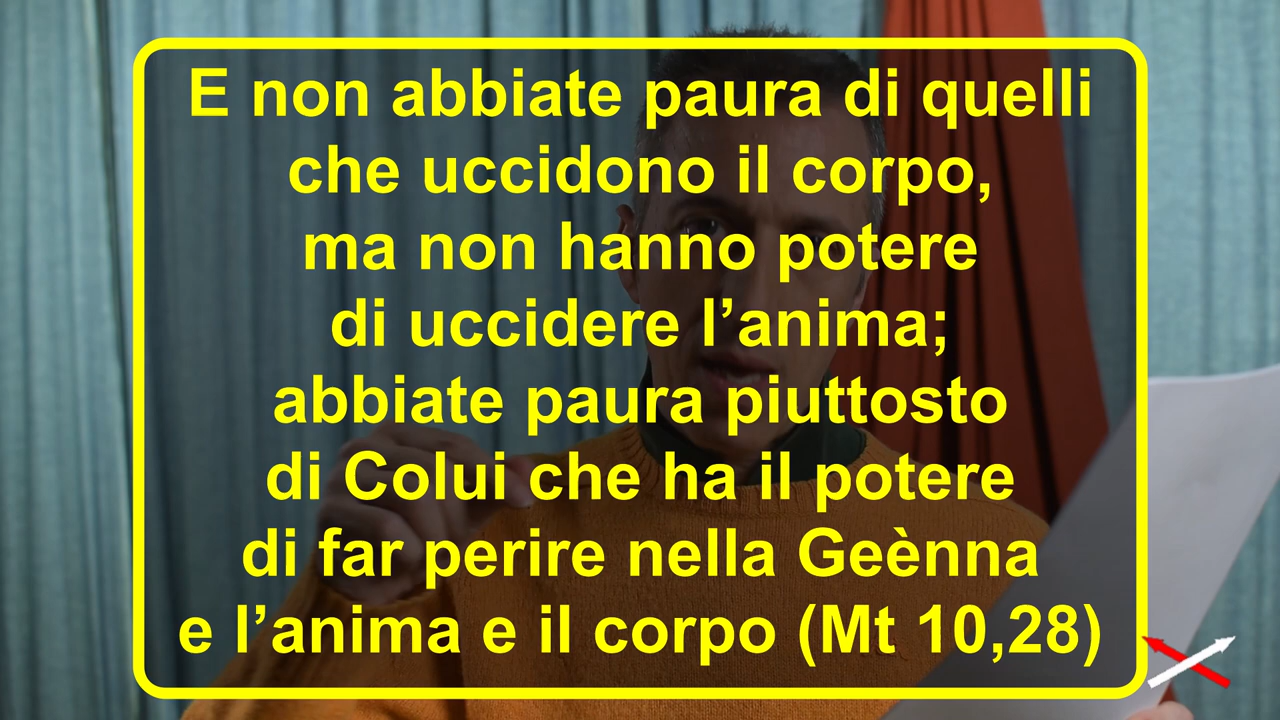 E non abbiate paura di quelli
che uccidono il corpo,
ma non hanno potere
di uccidere l’anima;
abbiate paura piuttosto
di Colui che ha il potere
di far perire nella Geènna
e l’anima e il corpo (Mt 10,28)